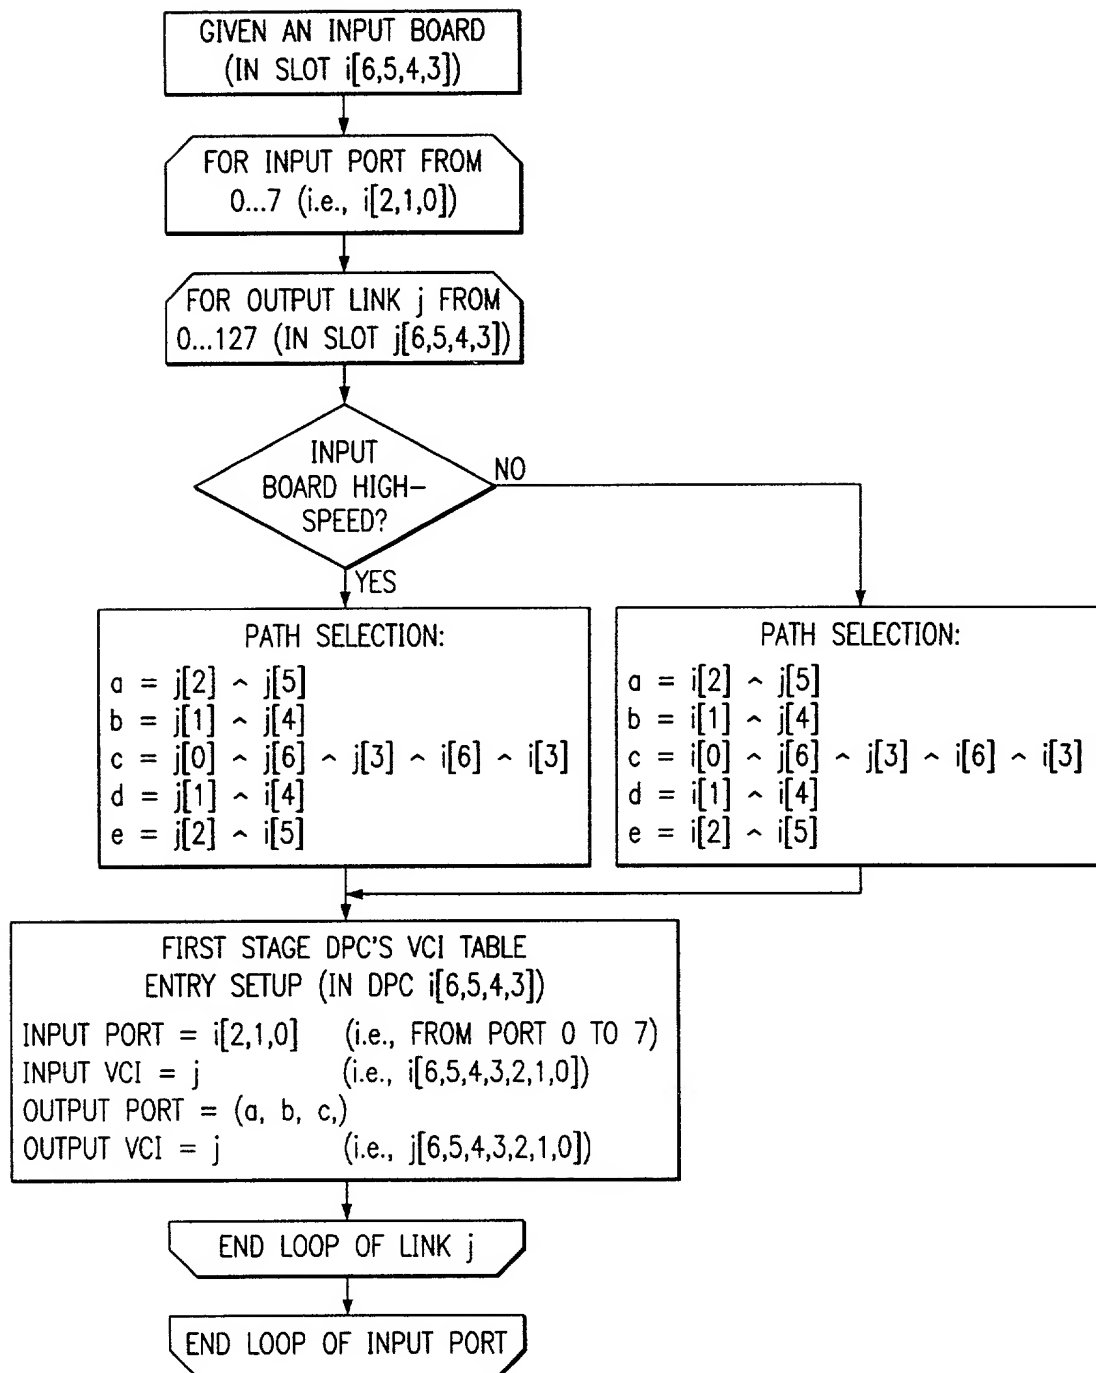 GIVEN AN INPUT BOARD
(IN SLOT i[6,5,4,3])
FOR INPUT PORT FROM
0...7 (i.e., i[2,1,0])
FOR OUTPUT LINK j FROM
0...127 (IN SLOT j[6,5,4,3])
INPUT
BOARD HIGH-
SPEED?
NO
YES
PATH SELECTION:
a = j[2] ^ j[5]
b = j[1] ^ j[4]
c = j[0] ^ j[6] ^ j[3] ^ i[6] ^ i[3]
d = j[1] ^ i[4]
e = j[2] ^ i[5]
PATH SELECTION:
a = i[2] ^ j[5]
b = i[1] ^ j[4]
c = i[0] ^ j[6] ^ j[3] ^ i[6] ^ i[3]
d = i[1] ^ i[4]
e = i[2] ^ i[5]
FIRST STAGE DPC'S VCI TABLE
ENTRY SETUP (IN DPC i[6,5,4,3])
INPUT PORT = i[2,1,0] (i.e., FROM PORT 0 TO 7)
INPUT VCI = j (i.e., i[6,5,4,3,2,1,0])
OUTPUT PORT = (a, b, c,)
OUTPUT VCI = j (i.e., j[6,5,4,3,2,1,0])
END LOOP OF LINK j
END LOOP OF INPUT PORT